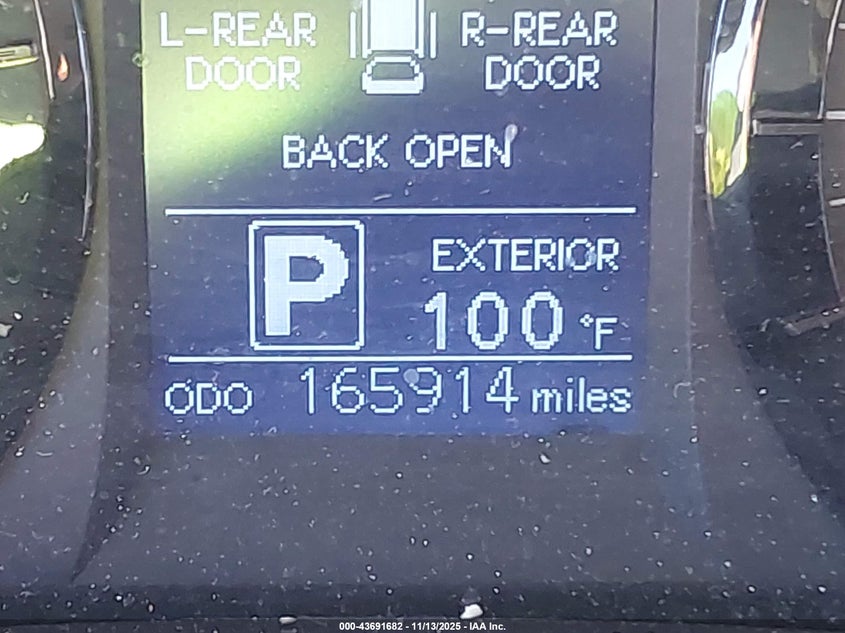 L-REAR DOOR
R-REAR DOOR
BACK OPEN
P
EXTERIOR
100 °F
ODO 165914 miles
000-43691682 - 11/13/2025 - IAA Inc.